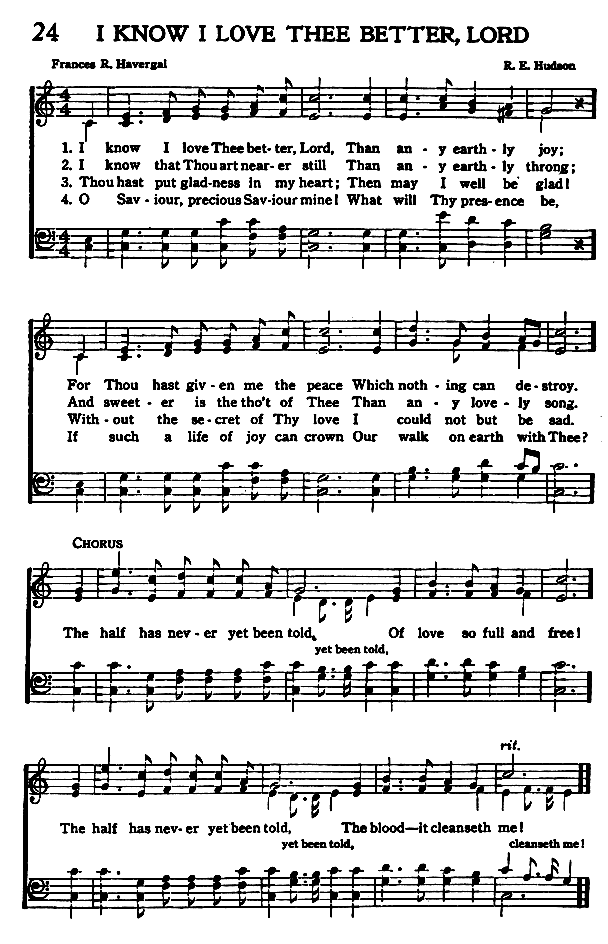 24 I KNOW I LOVE THEE BETTER, LORD
Frances R. Havergal R. E. Hudson
1. I know I love Thee bet-ter, Lord, Than an-y earth-ly joy;
2. I know that Thou art near-er still Than an-y earth-ly throng;
3. Thou hast put glad-ness in my heart; Then may I well be glad!
4. O Sav-iour, precious Sav-iour mine! What will Thy pres-ence be,
For Thou hast giv-en me the peace Which noth-ing can de-stroy.
And sweet-er is the tho't of Thee Than an-y love-ly song.
With-out the se-cret of Thy love I could not but be sad.
If such a life of joy can crown Our walk on earth with Thee?
CHORUS
The half has nev-er yet been told, Of love so full and free!
yet been told,
rit.
The half has nev-er yet been told, The blood—it cleanseth me!
yet been told, cleanseth me!